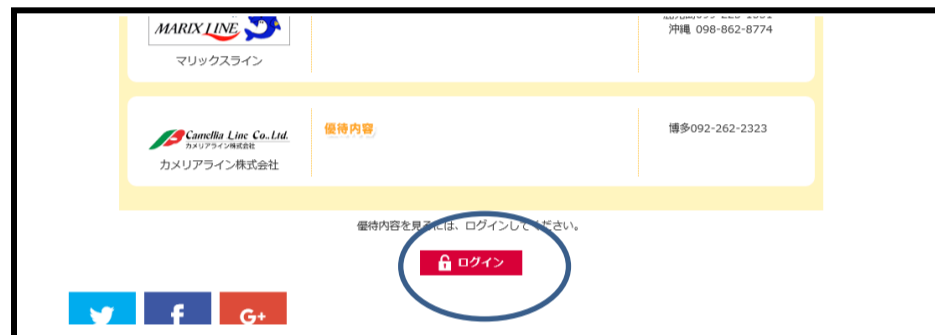 MARIX LINE
沖縄 098-862-8774
マリックスライン
Camellia Line Co.,Ltd.
カメリアライン株式会社
カメリアライン株式会社
優待内容
博多092-262-2323
優待内容を見るには、ログインしてください。
ログイン
f
G+